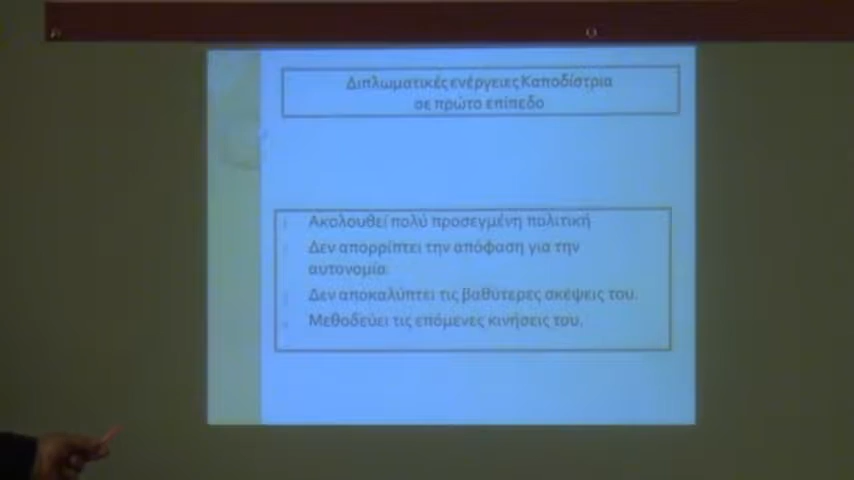 Διπλωματικές ενέργειες Καποδίστρια
σε πρώτο επίπεδο
Ακολουθεί πολύ προσεγμένη πολιτική
Δεν απορρίπτει την απόφαση για την
αυτονομία.
Δεν αποκαλύπτει τις βαθύτερες σκέψεις του.
Μεθοδεύει τις επόμενες κινήσεις του.